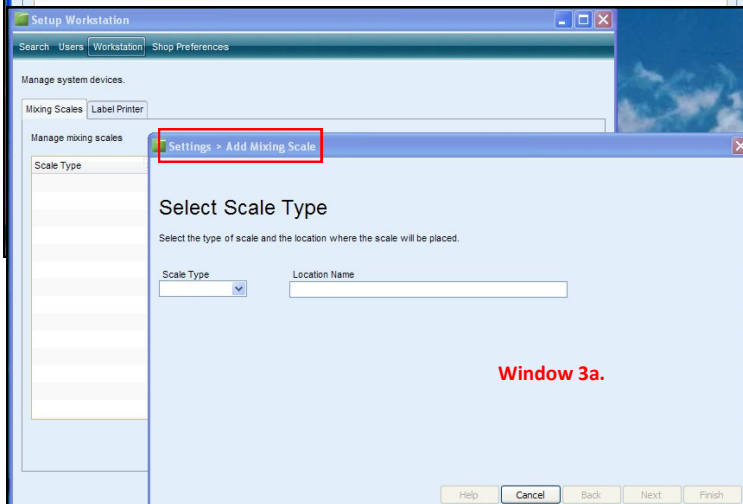 Setup Workstation
Search Users Workstation Shop Preferences
Manage system devices.
Mixing Scales Label Printer
Manage mixing scales
Scale Type
Settings > Add Mixing Scale
Select Scale Type
Select the type of scale and the location where the scale will be placed.
Scale Type Location Name
Window 3a.
Help Cancel Back Next Finish